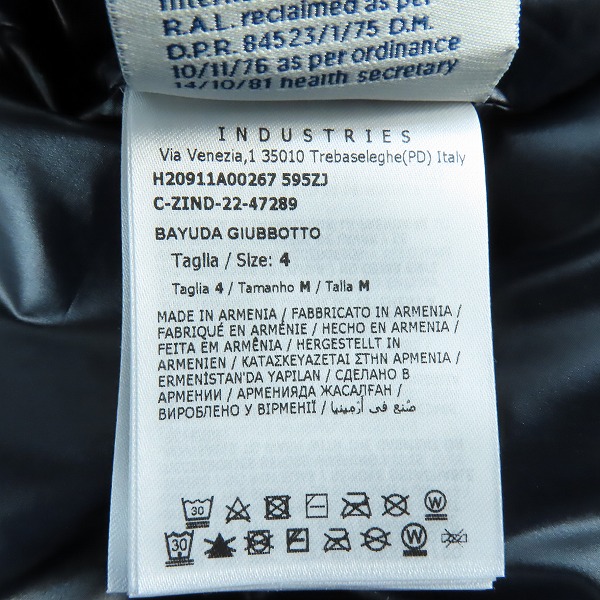 R.A.L. reclaimed as per
D.P.R. 84523/1/75 D.M.
10/11/76 as per ordinance
14/10/81 health secretary
INDUSTRIES
Via Venezia,1 35010 Trebaseleghe(PD) Italy
H20911A00267 595ZJ
C-ZIND-22-47289
BAYUDA GIUBBOTTO
Taglia / Size: 4
Taglia 4 / Tamanho M / Talla M
MADE IN ARMENIA / FABBRICATO IN ARMENIA /
FABRIQUÉ EN ARMÉNIE / HECHO EN ARMENIA /
FEITA EM ARMÊNIA / HERGESTELLT IN
ARMENIEN / ΚΑΤΑΣΚΕΥΑΖΕΤΑΙ ΣΤΗΝ ΑΡΜΕΝΙΑ /
ERMENİSTAN'DA YAPILAN / СДЕЛАНО В
АРМЕНИИ / АРМЕНИЯДА ЖАСАЛҒАН /
ВИРОБЛЕНО У ВІРМЕНІЇ / صُنع في أرْمِينيا
30 W
30 W